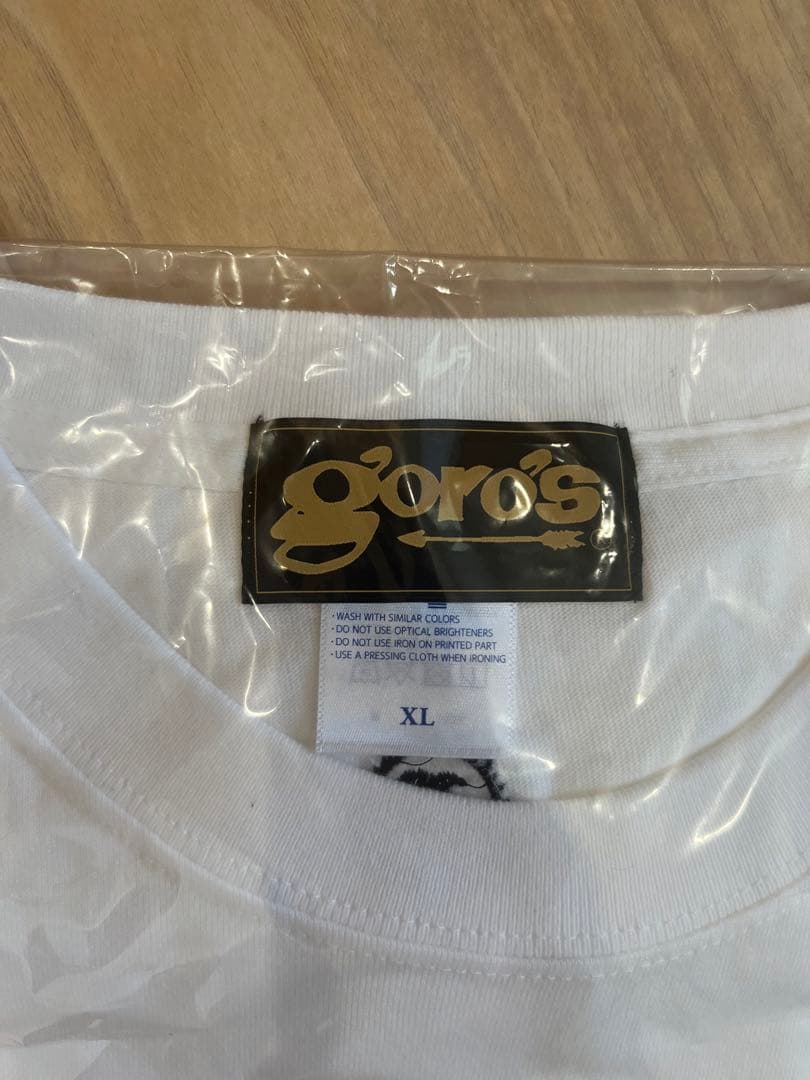 goro's
· WASH WITH SIMILAR COLORS
· DO NOT USE OPTICAL BRIGHTENERS
· DO NOT USE IRON ON PRINTED PART
· USE A PRESSING CLOTH WHEN IRONING
XL